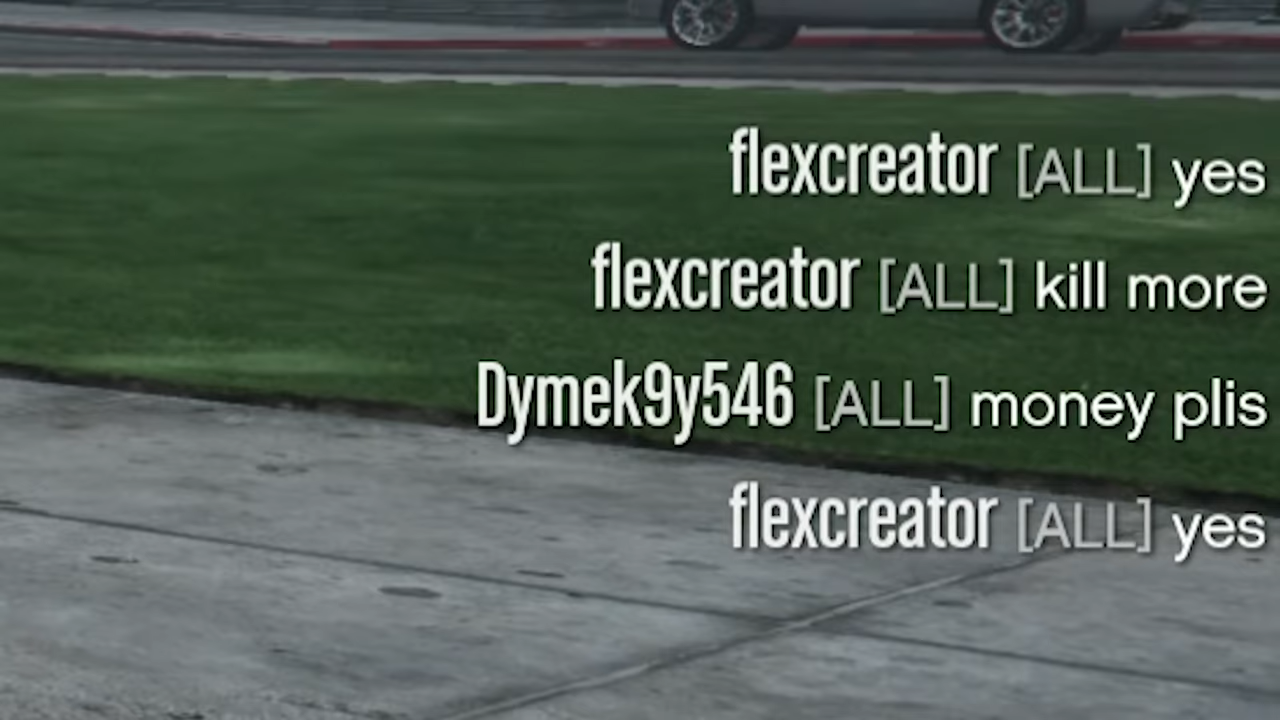 flexcreator [ALL] yes
flexcreator [ALL] kill more
Dymek9y546 [ALL] money plis
flexcreator [ALL] yes